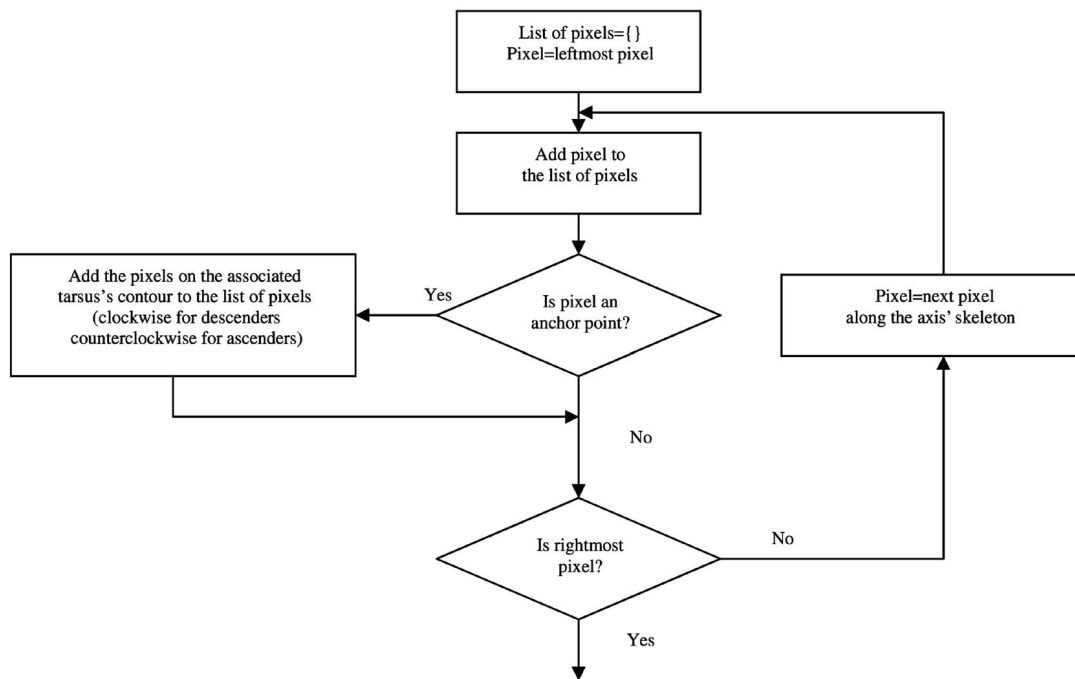 List of pixels={}
Pixel=leftmost pixel
Add pixel to
the list of pixels
Add the pixels on the associated
tarsus's contour to the list of pixels
(clockwise for descenders
counterclockwise for ascenders)
Yes
Is pixel an
anchor point?
Pixel=next pixel
along the axis' skeleton
No
Is rightmost
pixel?
No
Yes